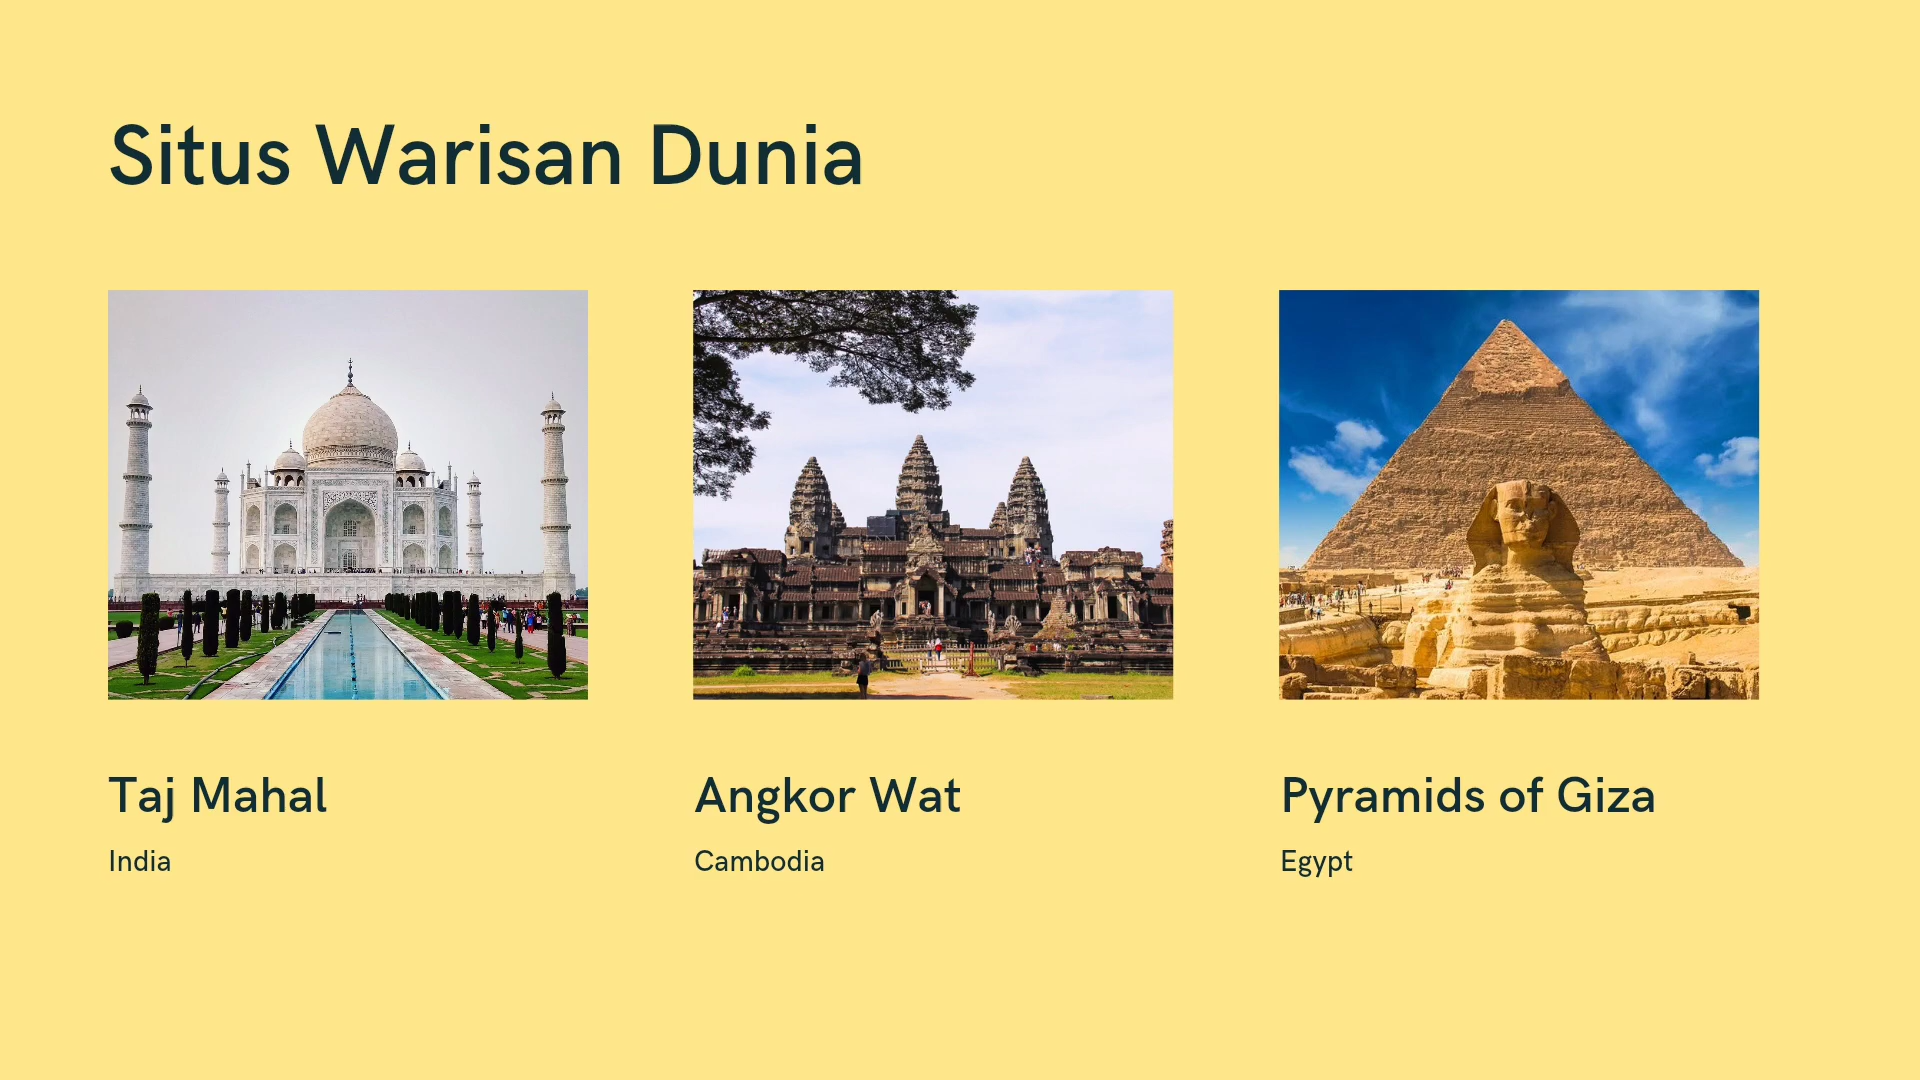 Situs Warisan Dunia
Taj Mahal
India
Angkor Wat
Cambodia
Pyramids of Giza
Egypt